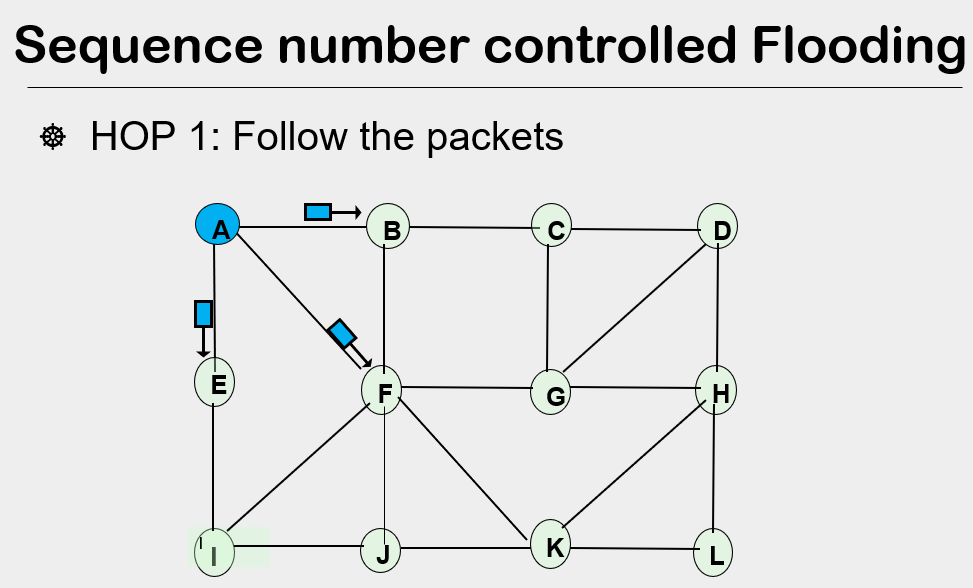 Sequence number controlled Flooding
HOP 1: Follow the packets
A B C D
E F G H
I I J K L